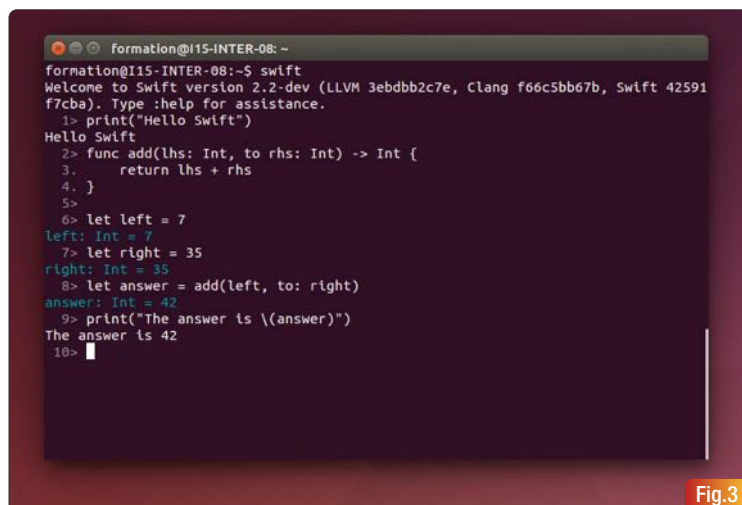 formation@I15-INTER-08: ~
formation@I15-INTER-08:~$ swift
Welcome to Swift version 2.2-dev (LLVM 3ebdbb2c7e, Clang f66c5bb67b, Swift 42591
f7cba). Type :help for assistance.
1> print("Hello Swift")
Hello Swift
2> func add(lhs: Int, to rhs: Int) -> Int {
3.     return lhs + rhs
4. }
5>
6> let left = 7
left: Int = 7
7> let right = 35
right: Int = 35
8> let answer = add(left, to: right)
answer: Int = 42
9> print("The answer is \(answer)")
The answer is 42
10>
Fig.3